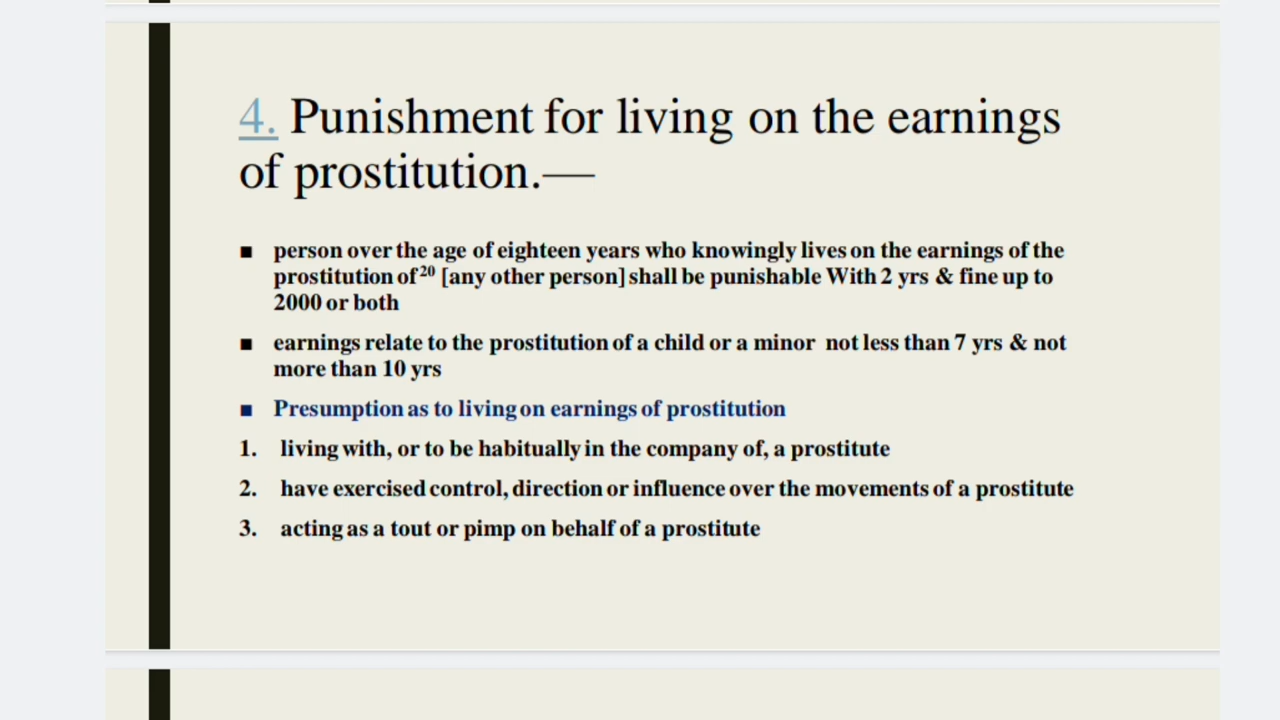 4. Punishment for living on the earnings
of prostitution.—
▪ person over the age of eighteen years who knowingly lives on the earnings of the
prostitution of20 [any other person] shall be punishable With 2 yrs & fine up to
2000 or both
▪ earnings relate to the prostitution of a child or a minor not less than 7 yrs & not
more than 10 yrs
▪ Presumption as to living on earnings of prostitution
1. living with, or to be habitually in the company of, a prostitute
2. have exercised control, direction or influence over the movements of a prostitute
3. acting as a tout or pimp on behalf of a prostitute